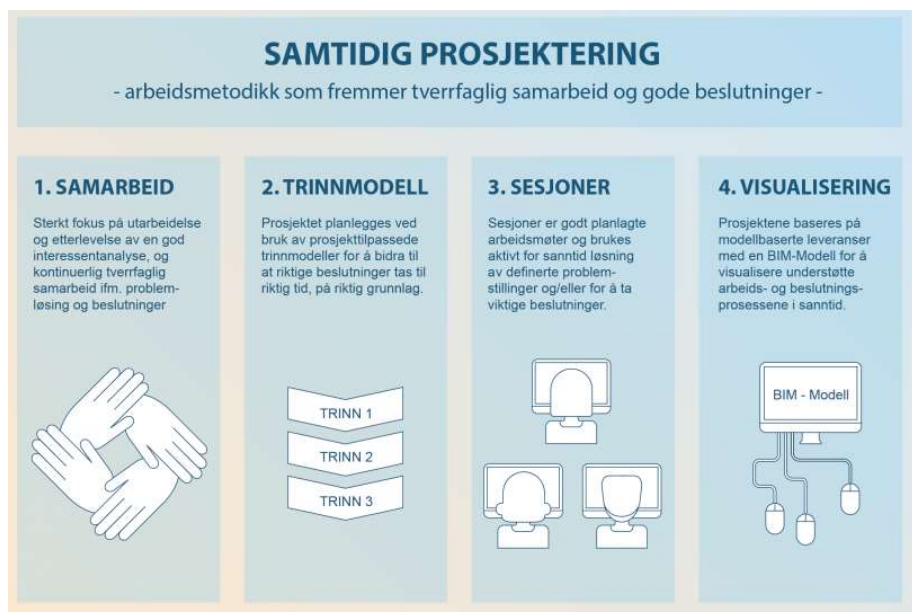 SAMTIDIG PROSJEKTERING
- arbeidsmetodikk som fremmer tverrfaglig samarbeid og gode beslutninger -
1. SAMARBEID
Sterkt fokus på utarbeidelse
og etterlevelse av en god
interessentanalyse, og
kontinuerlig tverrfaglig
samarbeid ifm. problem-
løsing og beslutninger
2. TRINNMODELL
Prosjektet planlegges ved
bruk av prosjekttilpassede
trinnmodeller for å bidra til
at riktige beslutninger tas til
riktig tid, på riktig grunnlag.
TRINN 1
TRINN 2
TRINN 3
3. SESJONER
Sesjoner er godt planlagte
arbeidsmøter og brukes
aktivt for sanntid løsning
av definerte problem-
stillinger og/eller for å ta
viktige beslutninger.
4. VISUALISERING
Prosjektene baseres på
modellbaserte leveranser
med en BIM-Modell for å
visualisere understøtte
arbeids- og beslutnings-
prosessene i sanntid.
BIM - Modell